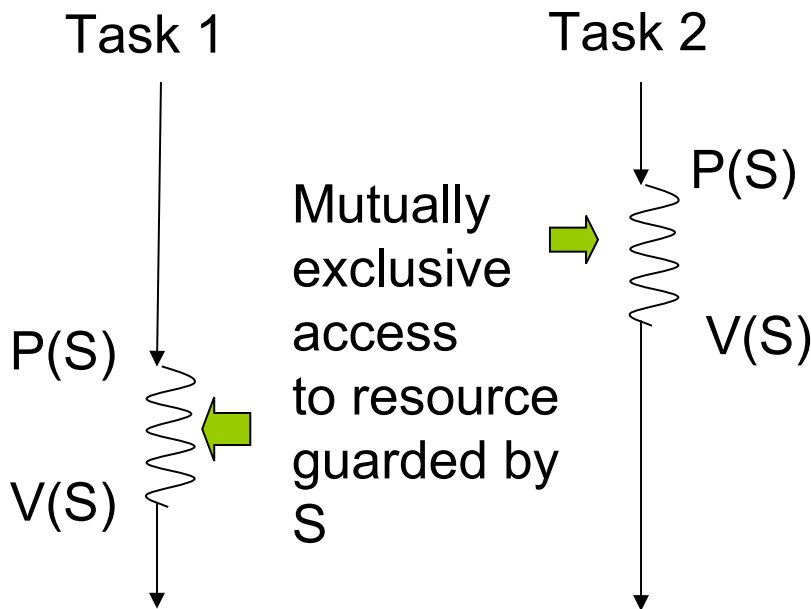 Task 1
Task 2
P(S)
Mutually
exclusive
access
to resource
guarded by
S
V(S)
P(S)
V(S)